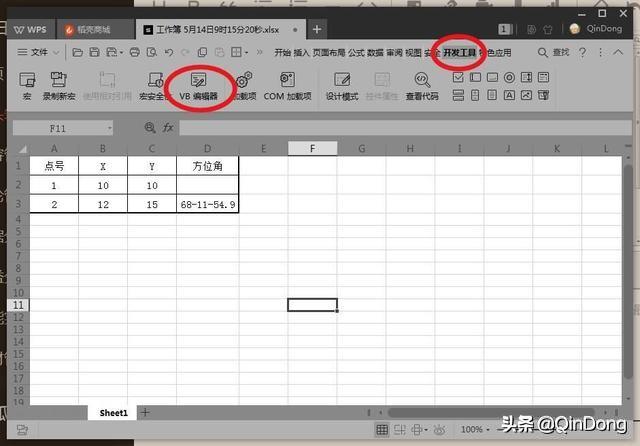 WPS 稻壳商城 S 工作簿 5月14日9时15分20秒.xlsx + 1 QinDong
文件 开始 插入 页面布局 公式 数据 审阅 视图 安全 开发工具 特色应用 查找
宏 录制新宏 使用相对引用 宏安全 VB 编辑器 加载项 COM 加载项 设计模式 控件属性 查看代码
F11 fx
A B C D E F G H I J K L
1 点号 X Y 方位角
2 1 10 10
3 2 12 15 68-11-54.9
4
5
6
7
8
9
10
11
12
13
14
15
16
17
18
19
Sheet1 +
100%
头条 @QinDong